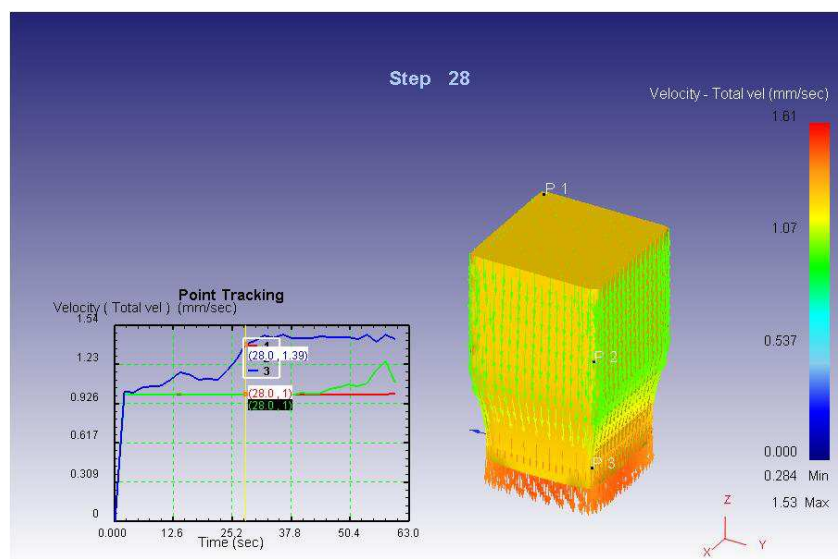 Step 28
Velocity - Total vel (mm/sec)
1.61
1.07
0.537
0.000
0.284 Min
1.53 Max
P 1
P 2
P 3
Point Tracking
Velocity ( Total vel ) (mm/sec)
1.54
1.23
0.926
0.617
0.309
0
1
(28.0 , 1.39)
3
(28.0 , 1)
(28.0 , 1)
0.000
12.6
25.2
37.8
50.4
63.0
Time (sec)
Z
X
Y